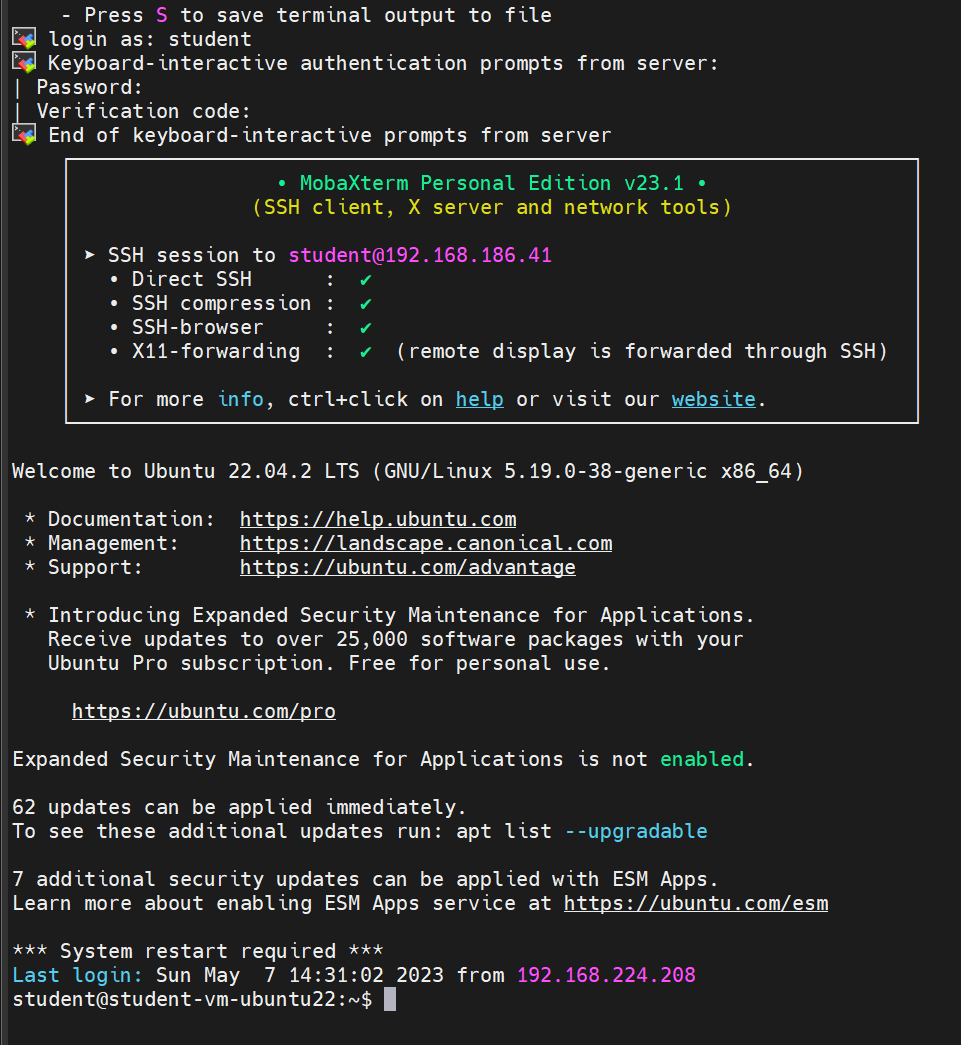 - Press S to save terminal output to file
login as: student
Keyboard-interactive authentication prompts from server:
| Password:
| Verification code:
End of keyboard-interactive prompts from server
• MobaXterm Personal Edition v23.1 •
(SSH client, X server and network tools)
➤ SSH session to student@192.168.186.41
• Direct SSH : ✔
• SSH compression : ✔
• SSH-browser : ✔
• X11-forwarding : ✔ (remote display is forwarded through SSH)
➤ For more info, ctrl+click on help or visit our website.
Welcome to Ubuntu 22.04.2 LTS (GNU/Linux 5.19.0-38-generic x86_64)
* Documentation: https://help.ubuntu.com
* Management: https://landscape.canonical.com
* Support: https://ubuntu.com/advantage
* Introducing Expanded Security Maintenance for Applications.
Receive updates to over 25,000 software packages with your
Ubuntu Pro subscription. Free for personal use.
https://ubuntu.com/pro
Expanded Security Maintenance for Applications is not enabled.
62 updates can be applied immediately.
To see these additional updates run: apt list --upgradable
7 additional security updates can be applied with ESM Apps.
Learn more about enabling ESM Apps service at https://ubuntu.com/esm
*** System restart required ***
Last login: Sun May 7 14:31:02 2023 from 192.168.224.208
student@student-vm-ubuntu22:~$